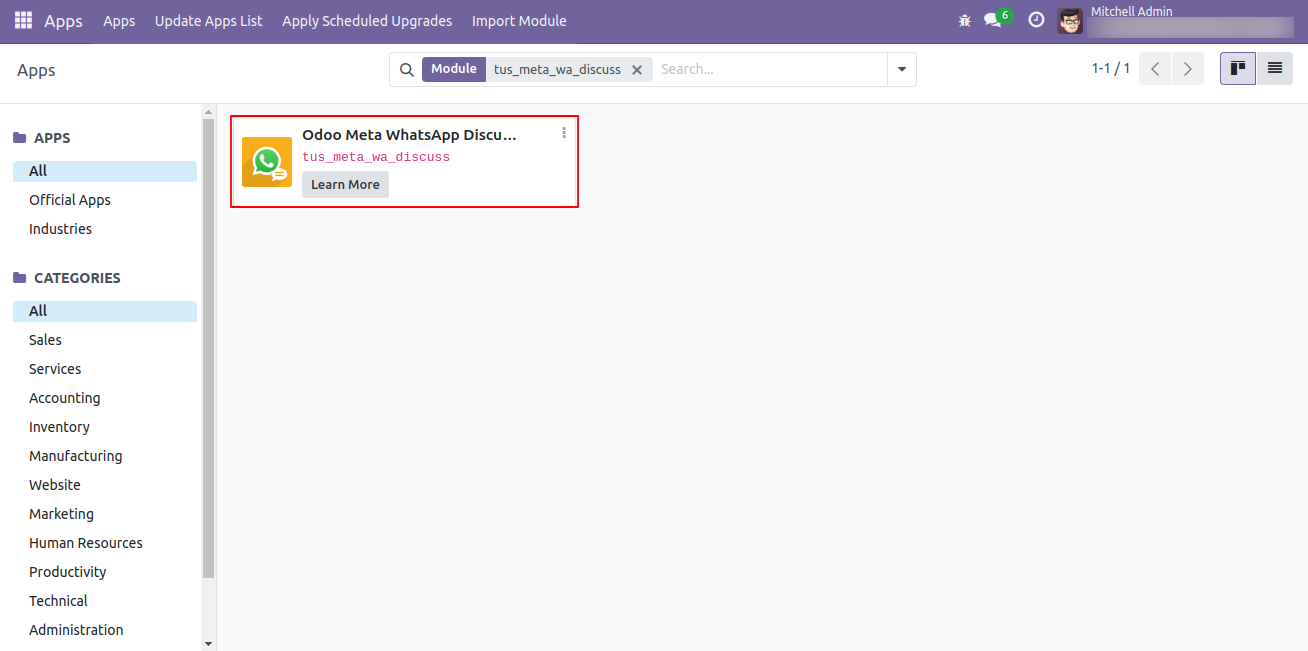 Apps Apps Update Apps List Apply Scheduled Upgrades Import Module 6 Mitchell Admin
Apps Module tus_meta_wa_discuss Search... 1-1 / 1
APPS
All
Official Apps
Industries
CATEGORIES
All
Sales
Services
Accounting
Inventory
Manufacturing
Website
Marketing
Human Resources
Productivity
Technical
Administration
Odoo Meta WhatsApp Discu...
tus_meta_wa_discuss
Learn More